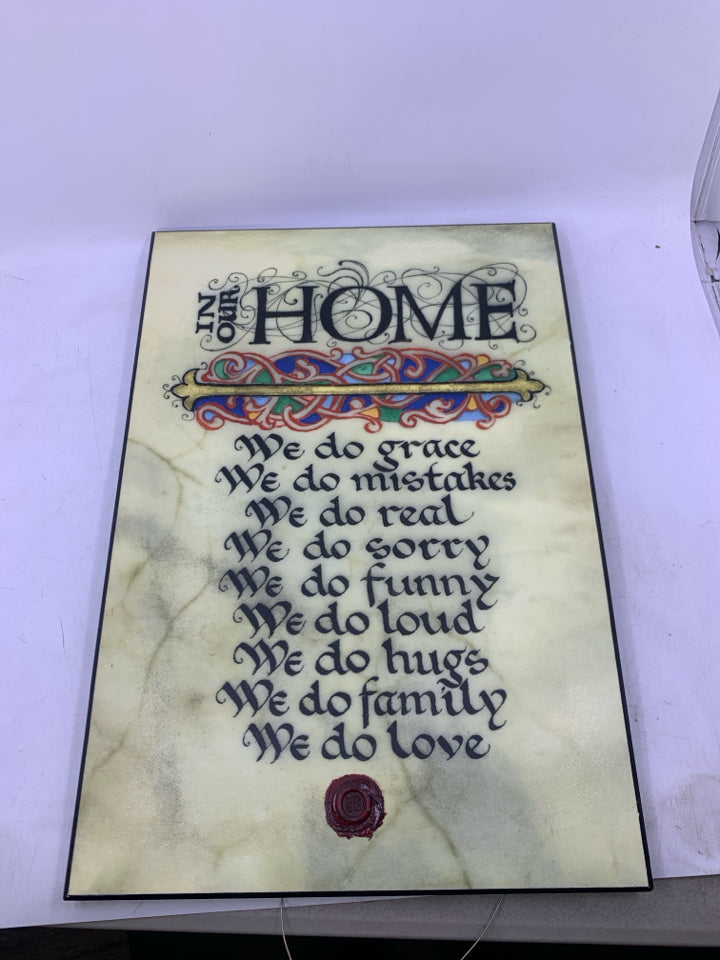 IN OUR HOME
We do grace
We do mistakes
We do real
We do sorry
We do funny
We do loud
We do hugs
We do family
We do love